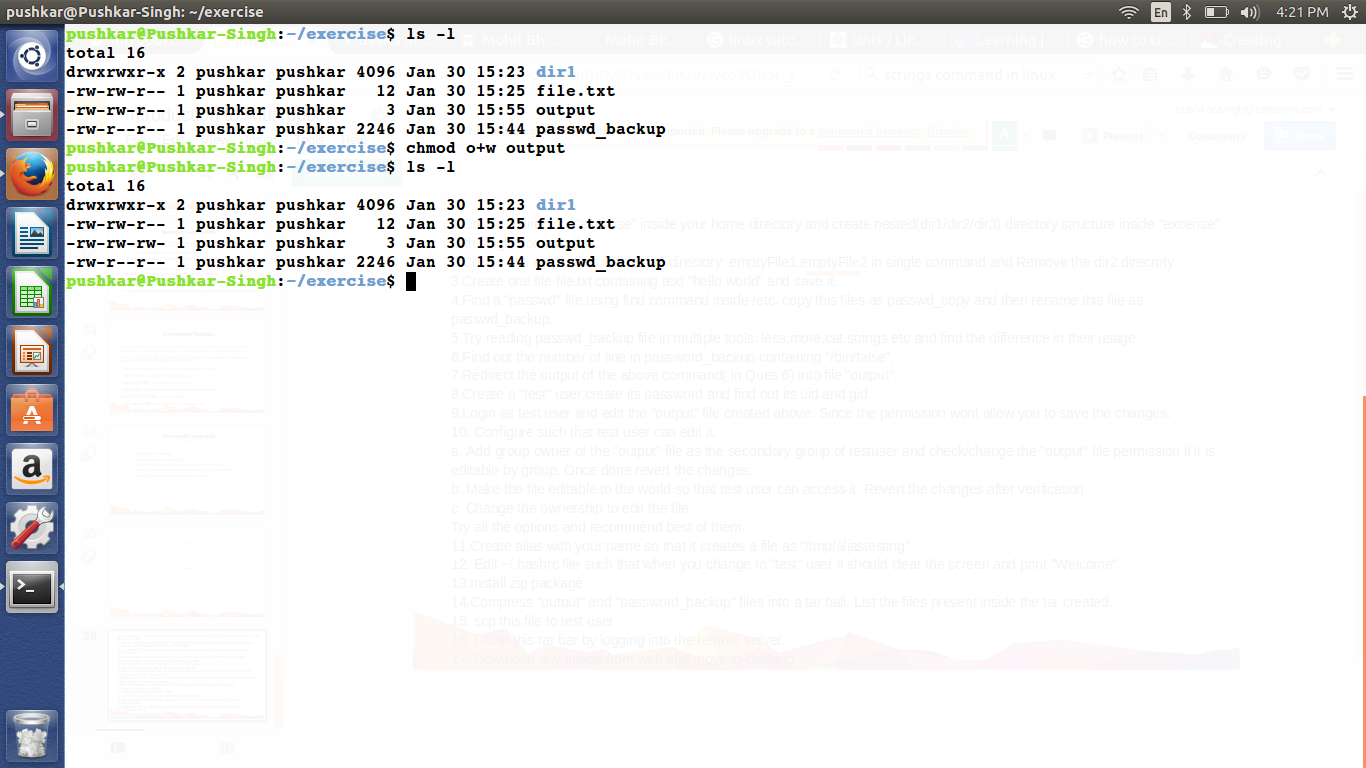 pushkar@Pushkar-Singh: ~/exercise
En
4:21 PM
pushkar@Pushkar-Singh:~/exercise$ ls -l
total 16
drwxrwxr-x 2 pushkar pushkar 4096 Jan 30 15:23 dir1
-rw-rw-r-- 1 pushkar pushkar   12 Jan 30 15:25 file.txt
-rw-rw-r-- 1 pushkar pushkar    3 Jan 30 15:55 output
-rw-r--r-- 1 pushkar pushkar 2246 Jan 30 15:44 passwd_backup
pushkar@Pushkar-Singh:~/exercise$ chmod o+w output
pushkar@Pushkar-Singh:~/exercise$ ls -l
total 16
drwxrwxr-x 2 pushkar pushkar 4096 Jan 30 15:23 dir1
-rw-rw-r-- 1 pushkar pushkar   12 Jan 30 15:25 file.txt
-rw-rw-rw- 1 pushkar pushkar    3 Jan 30 15:55 output
-rw-r--r-- 1 pushkar pushkar 2246 Jan 30 15:44 passwd_backup
pushkar@Pushkar-Singh:~/exercise$
strings command in linux
Present
Comments
inside your home directory and create nested(dir1/dir2/dir3) directory structure inside "excerise"
directory: emptyFile1,emptyFile2 in single command and Remove the dir2 direcroty
3.Create one file file.txt containing text "hello world" and save it.
4.Find a "passwd" file using find command inside /etc. copy this files as passwd_copy and then rename this file as
passwd_backup.
5.Try reading passwd_backup file in multiple tools: less,more,cat,strings etc and find the difference in their usage.
6.Find out the number of line in password_backup containing "/bin/false".
7.Redirect the output of the above command( in Ques 6) into file "output".
8.Create a "test" user,create its password and find out its uid and gid.
9.Login as test user and edit the "output" file created above. Since the permission wont allow you to save the changes.
10. Configure such that test user can edit it.
a. Add group owner of the "output" file as the secondary group of testuser and check/change the "output" file permission if it is
editable by group. Once done revert the changes.
b. Make the file editable to the world so that test user can access it. Revert the changes after verification
c. Change the ownership to edit the file.
Try all the options and recommend best of them.
11.Create alias with your name so that it creates a file as "/tmp/aliastesting".
12. Edit ~/.bashrc file such that when you change to "test" user it should clear the screen and print "Welcome".
13.Install zip package.
14.Compress "output" and "password_backup" files into a tar ball. List the files present inside the tar created.
15. scp this file to test user
16. this tar bar by logging into the remote server.
17. Download any image from web and move to desktop
33
34
35
36